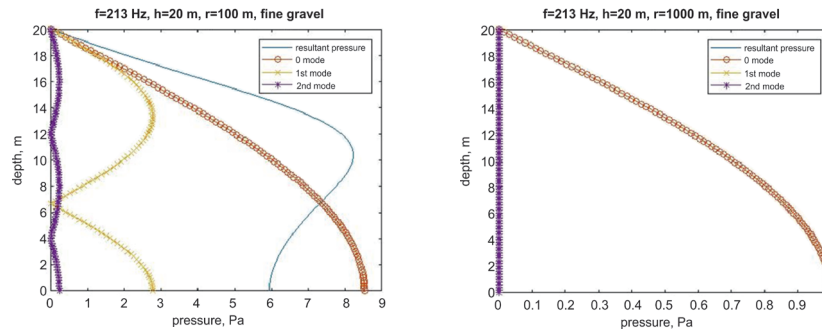 f=213 Hz, h=20 m, r=100 m, fine gravel
resultant pressure
0 mode
1st mode
2nd mode
depth, m
20
18
16
14
12
10
8
6
4
2
0
0 1 2 3 4 5 6 7 8 9
pressure, Pa
f=213 Hz, h=20 m, r=1000 m, fine gravel
resultant pressure
0 mode
1st mode
2nd mode
depth, m
20
18
16
14
12
10
8
6
4
2
0
0 0.1 0.2 0.3 0.4 0.5 0.6 0.7 0.8 0.9
pressure, Pa